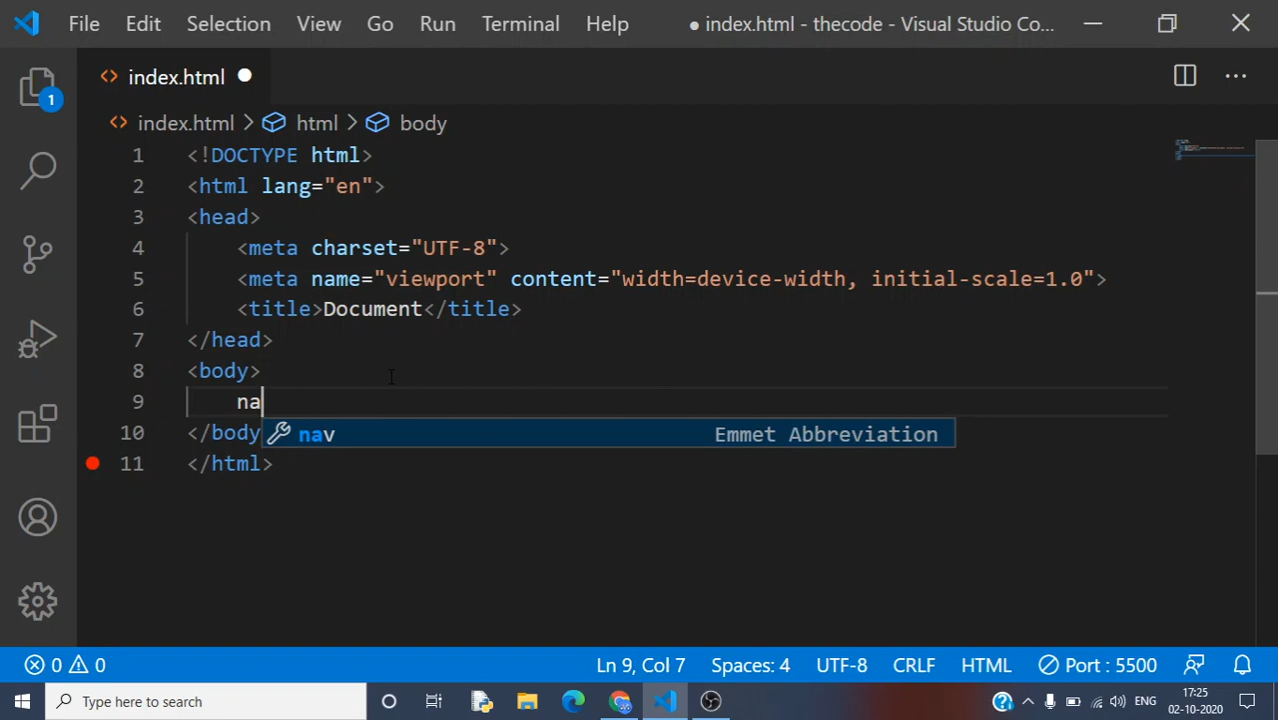 File Edit Selection View Go Run Terminal Help ● index.html - thecode - Visual Studio Co...
index.html
1
index.html > html > body
1 <!DOCTYPE html>
2 <html lang="en">
3 <head>
4 <meta charset="UTF-8">
5 <meta name="viewport" content="width=device-width, initial-scale=1.0">
6 <title>Document</title>
7 </head>
8 <body>
9 na
nav Emmet Abbreviation
10 </body
11 </html>
0 0 Ln 9, Col 7 Spaces: 4 UTF-8 CRLF HTML Port : 5500
Type here to search ENG 17:25
02-10-2020